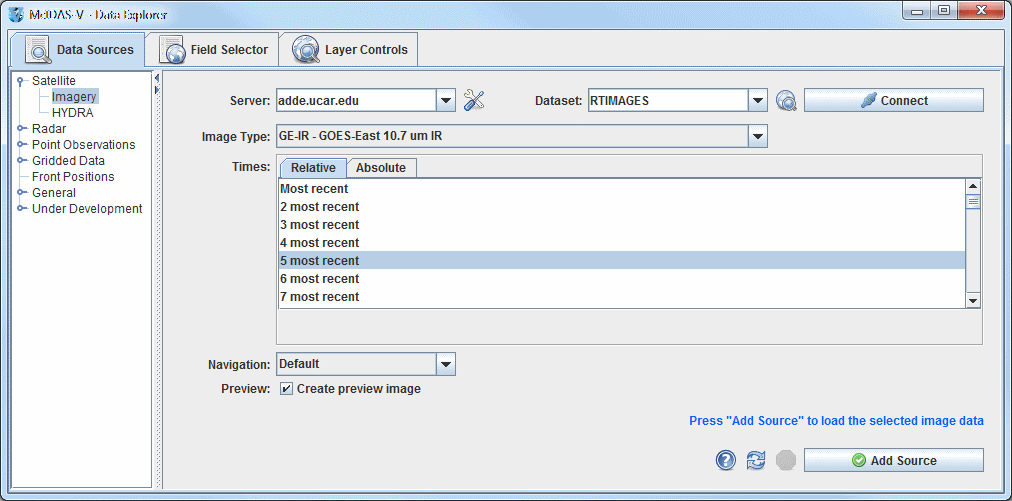 McIDAS-V - Data Explorer
Data Sources
Field Selector
Layer Controls
Satellite
Imagery
HYDRA
Radar
Point Observations
Gridded Data
Front Positions
General
Under Development
Server: adde.ucar.edu Dataset: RTIMAGES Connect
Image Type: GE-IR - GOES-East 10.7 um IR
Times: Relative Absolute
Most recent
2 most recent
3 most recent
4 most recent
5 most recent
6 most recent
7 most recent
Navigation: Default
Preview: Create preview image
Press "Add Source" to load the selected image data
? Add Source